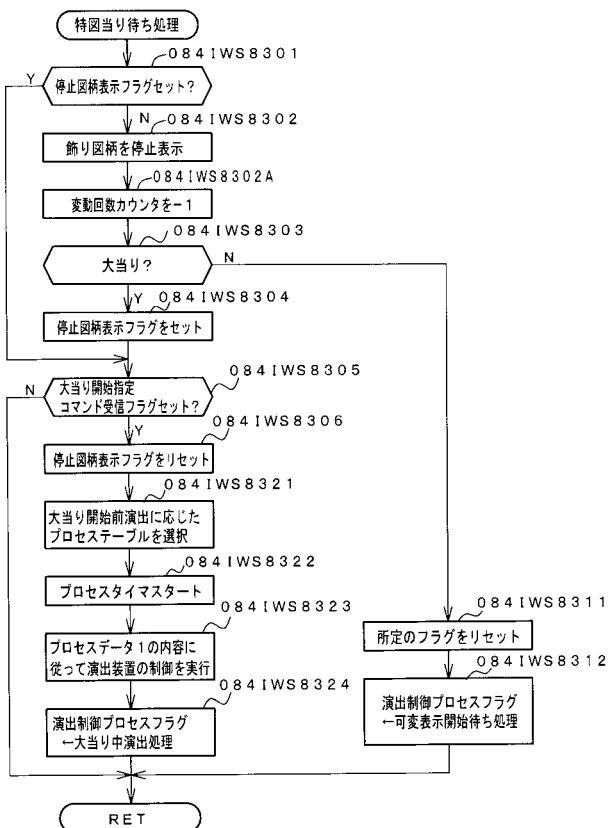 特図当り待ち処理
084IWS8301
Y
停止図柄表示フラグセット?
N
084IWS8302
飾り図柄を停止表示
084IWS8302A
変動回数カウンタを－1
084IWS8303
大当り?
N
Y
084IWS8304
停止図柄表示フラグをセット
084IWS8305
N
大当り開始指定
コマンド受信フラグセット?
Y
084IWS8306
停止図柄表示フラグをリセット
084IWS8321
大当り開始前演出に応じた
プロセステーブルを選択
084IWS8322
プロセスタイマスタート
084IWS8323
プロセスデータ1の内容に
従って演出装置の制御を実行
084IWS8324
演出制御プロセスフラグ
←大当り中演出処理
084IWS8311
所定のフラグをリセット
084IWS8312
演出制御プロセスフラグ
←可変表示開始待ち処理
RET